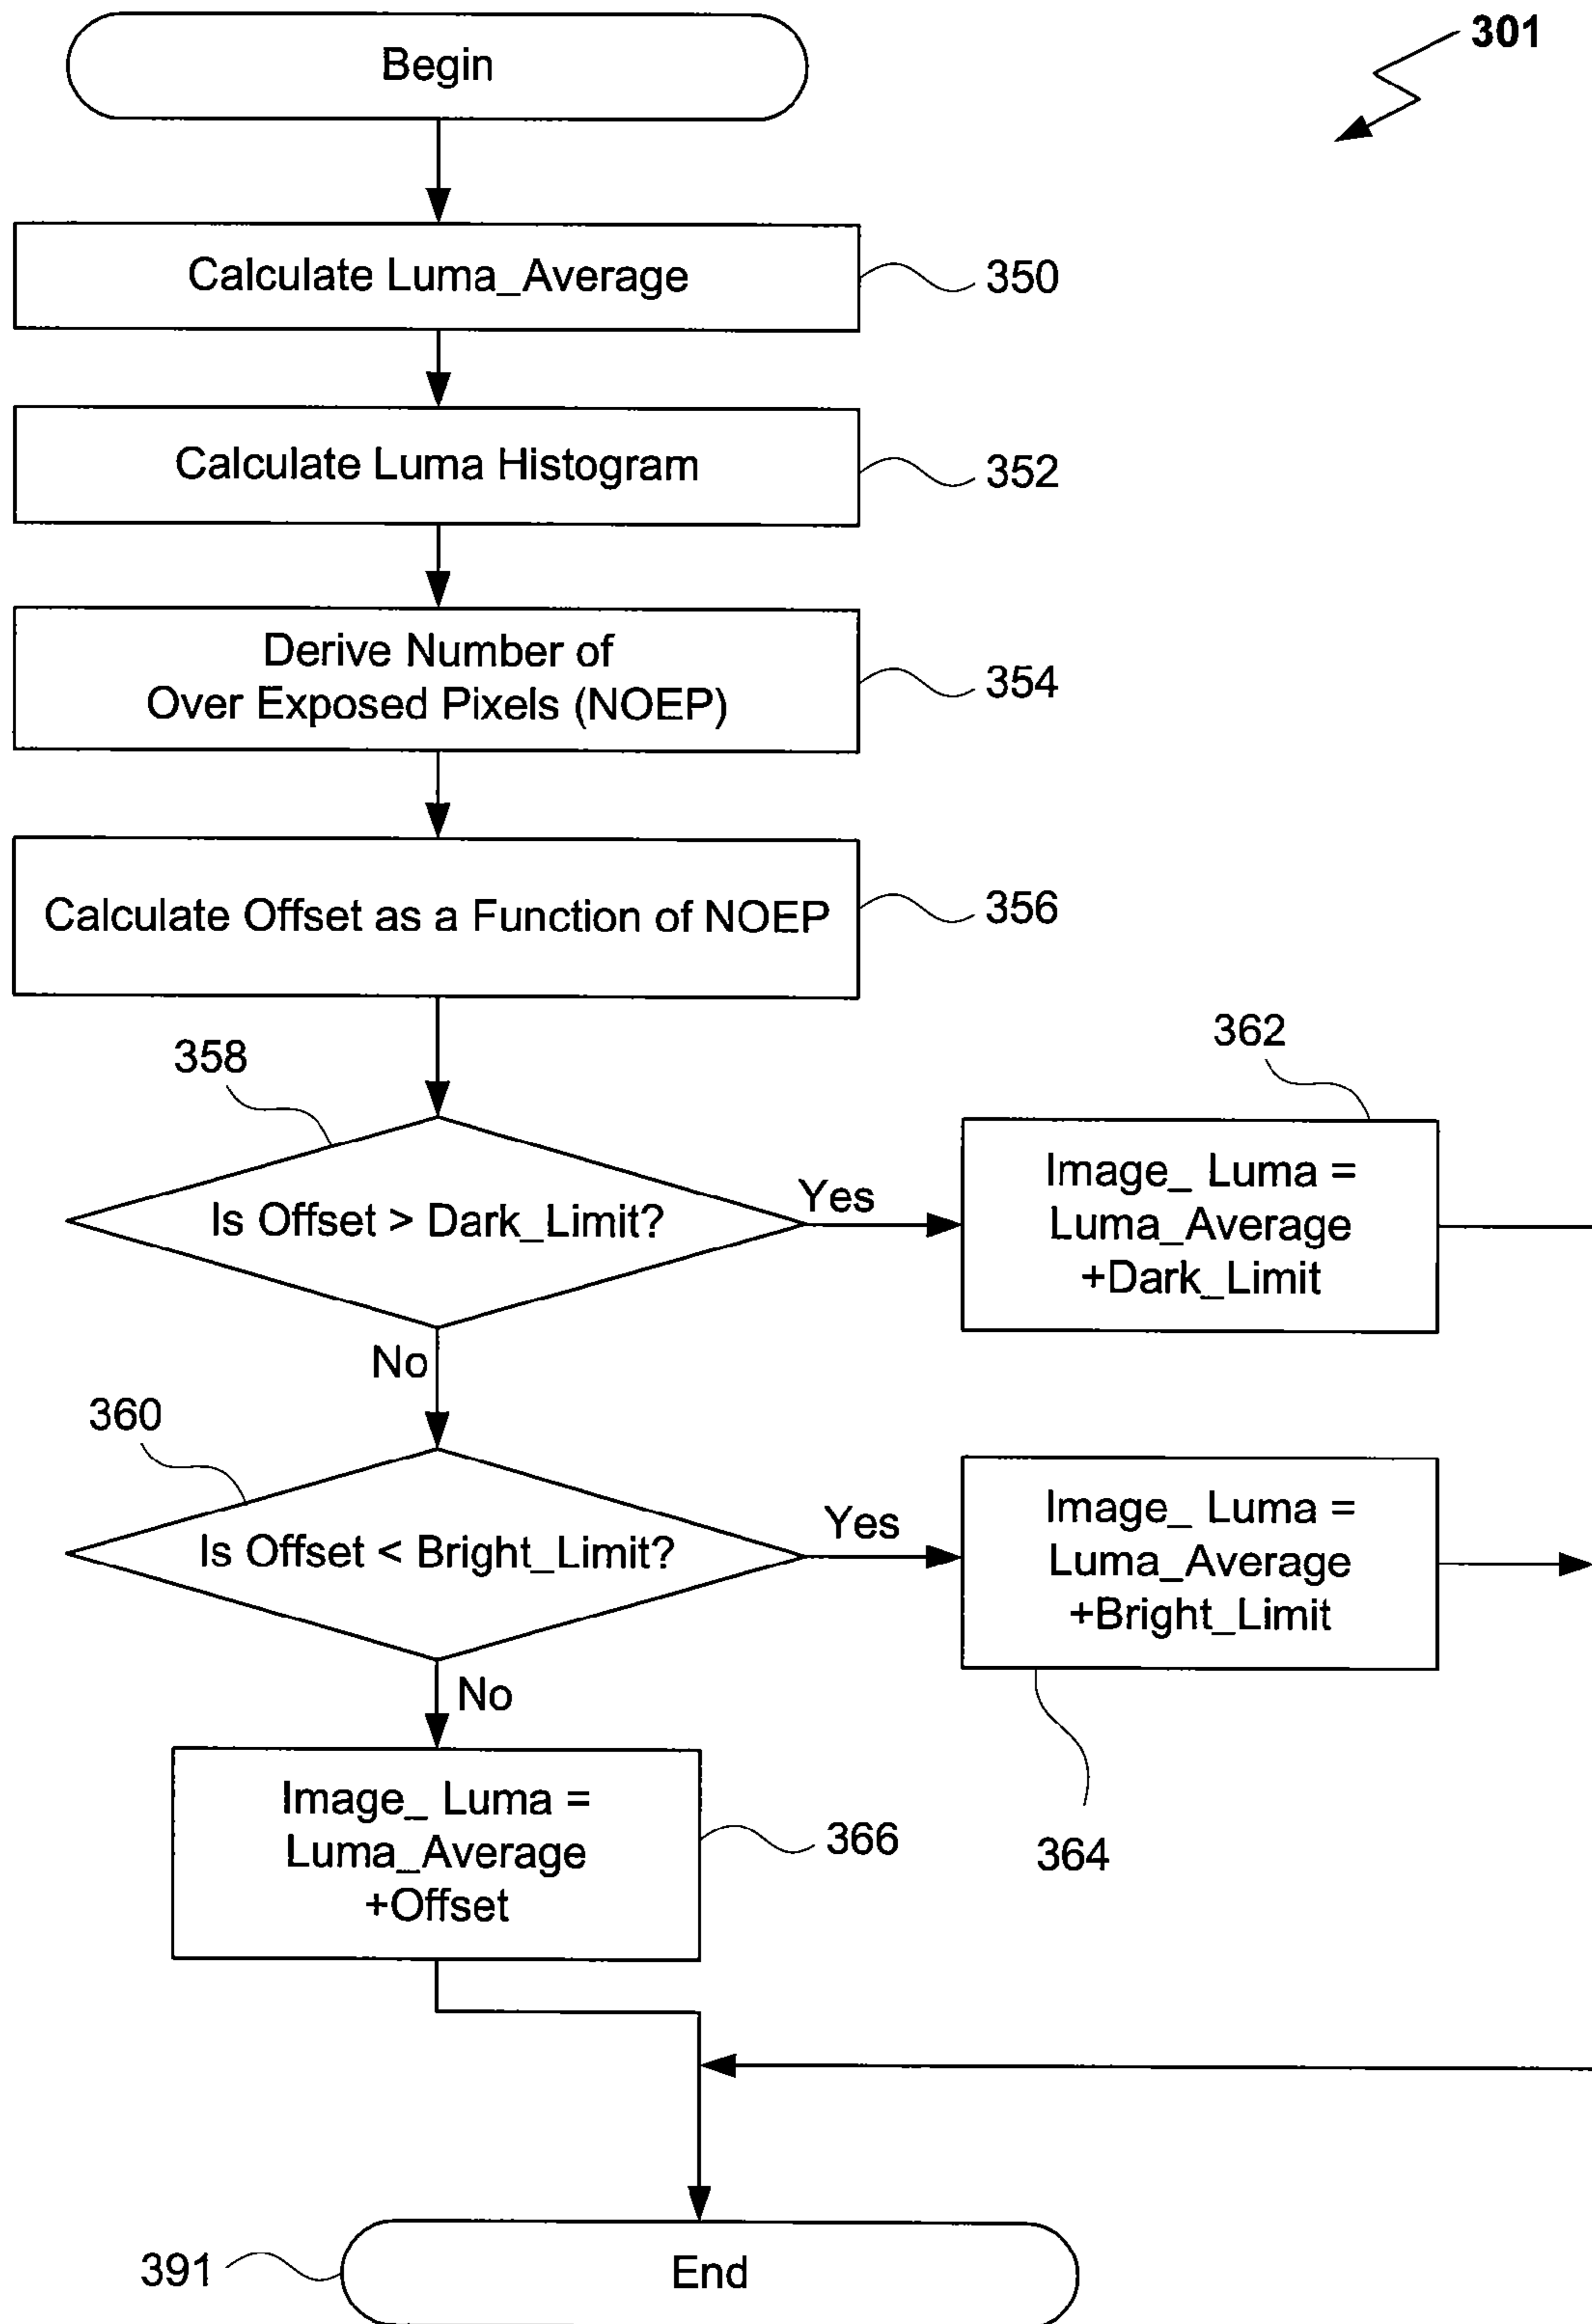 301
Begin
Calculate Luma_Average
350
Calculate Luma Histogram
352
Derive Number of
Over Exposed Pixels (NOEP)
354
Calculate Offset as a Function of NOEP
356
358
Is Offset > Dark_Limit?
Yes
362
Image_ Luma =
Luma_Average
+Dark_Limit
No
360
Is Offset < Bright_Limit?
Yes
Image_ Luma =
Luma_Average
+Bright_Limit
364
No
Image_ Luma =
Luma_Average
+Offset
366
391
End